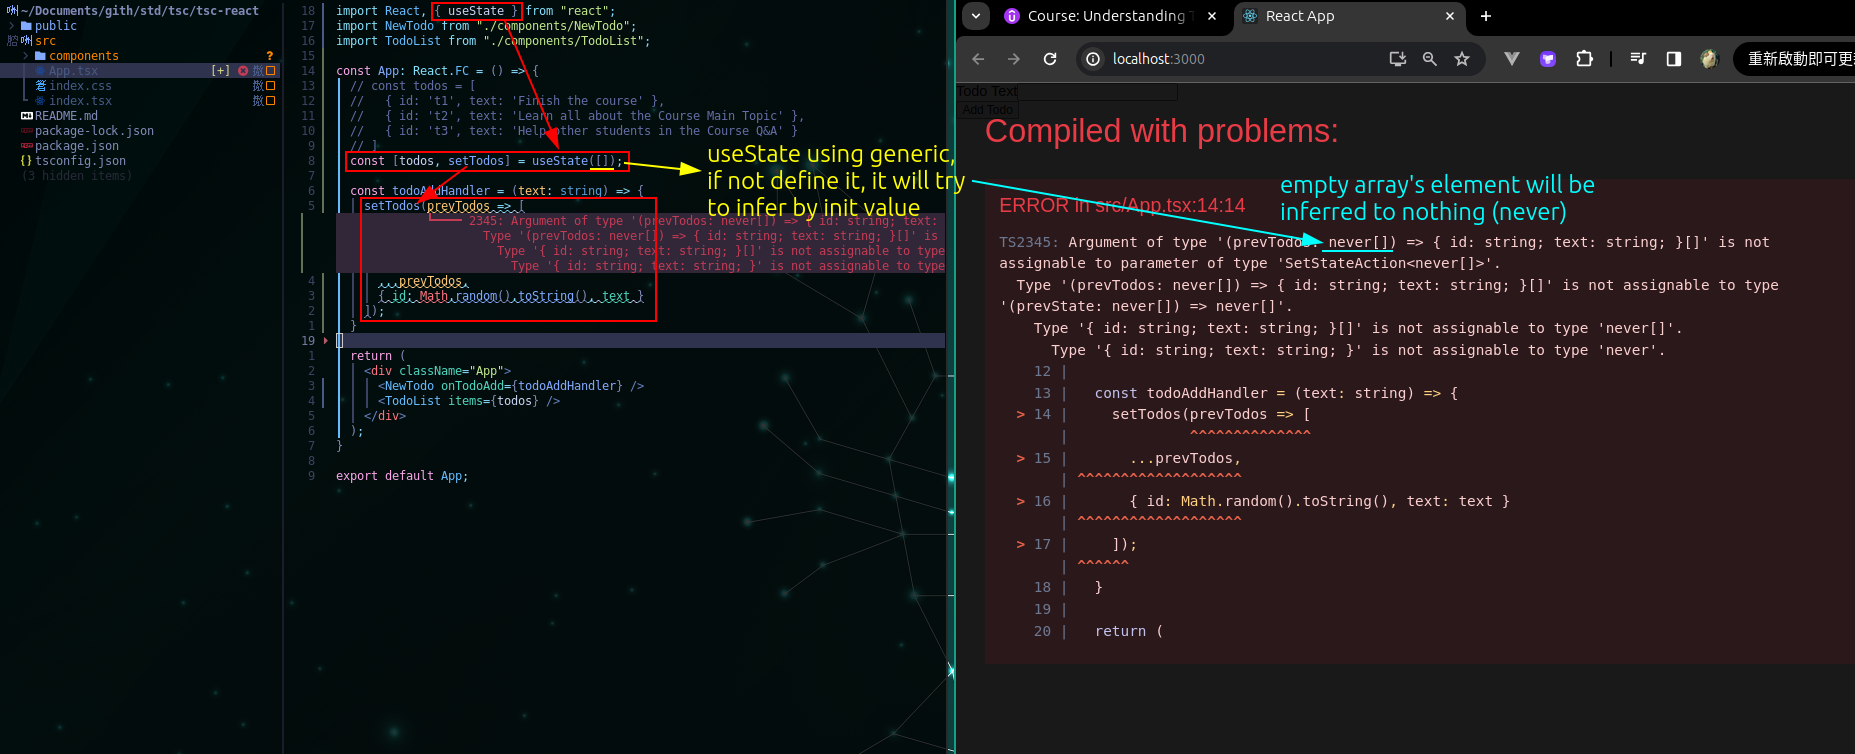 ~/Documents/gith/std/tsc/tsc-react
public
src
components ?
App.tsx [+]
index.css
index.tsx
README.md
package-lock.json
package.json
tsconfig.json
(3 hidden items)
18 import React, { useState } from "react";
17 import NewTodo from "./components/NewTodo";
16 import TodoList from "./components/TodoList";
15
14 const App: React.FC = () => {
13 // const todos = [
12 //   { id: 't1', text: 'Finish the course' },
11 //   { id: 't2', text: 'Learn all about the Course Main Topic' },
10 //   { id: 't3', text: 'Help other students in the Course Q&A' }
9 // ]
8 const [todos, setTodos] = useState([]);
7
6 const todoAddHandler = (text: string) => {
5 setTodos(prevTodos => [
2345: Argument of type '(prevTodos: never[]) => { id: string; text:
Type '(prevTodos: never[]) => { id: string; text: string; }[]' is
Type '{ id: string; text: string; }[]' is not assignable to type
Type '{ id: string; text: string; }' is not assignable to type
4 ...prevTodos,
3 { id: Math.random().toString(), text }
2 ]);
1 }
19
1 return (
2 <div className="App">
3 <NewTodo onTodoAdd={todoAddHandler} />
4 <TodoList items={todos} />
5 </div>
6 );
7 }
8
9 export default App;
useState using generic,
if not define it, it will try
to infer by init value
Course: Understanding
React App
localhost:3000
重新啟動即可更
Todo Text
Add Todo
Compiled with problems:
empty array's element will be
inferred to nothing (never)
ERROR in src/App.tsx:14:14
TS2345: Argument of type '(prevTodos: never[]) => { id: string; text: string; }[]' is not
assignable to parameter of type 'SetStateAction<never[]>'.
Type '(prevTodos: never[]) => { id: string; text: string; }[]' is not assignable to type
'(prevState: never[]) => never[]'.
Type '{ id: string; text: string; }[]' is not assignable to type 'never[]'.
Type '{ id: string; text: string; }' is not assignable to type 'never'.
12 |
13 |   const todoAddHandler = (text: string) => {
> 14 |     setTodos(prevTodos => [
|              ^^^^^^^^^^^^^^
> 15 |       ...prevTodos,
| ^^^^^^^^^^^^^^^^^^^
> 16 |       { id: Math.random().toString(), text: text }
| ^^^^^^^^^^^^^^^^^^^
> 17 |     ]);
| ^^^^^^
18 |   }
19 |
20 |   return (